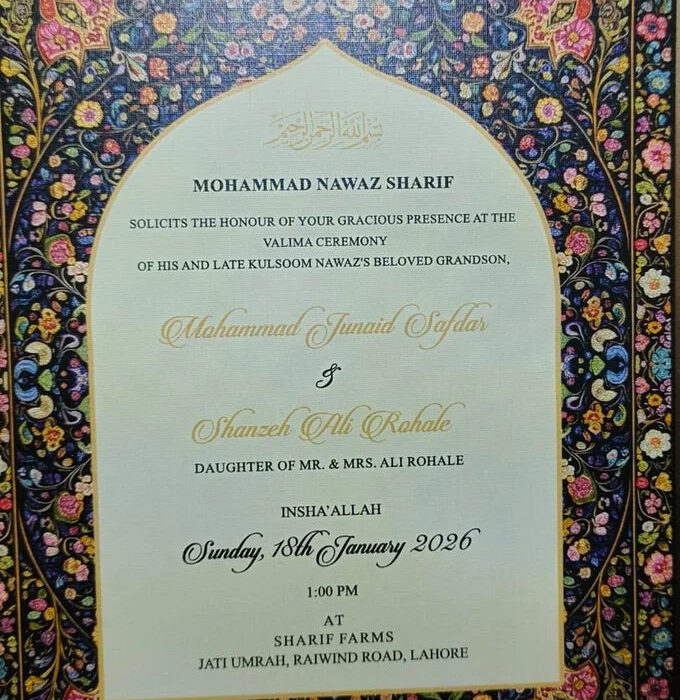 بسم الله الرحمن الرحيم
MOHAMMAD NAWAZ SHARIF
SOLICITS THE HONOUR OF YOUR GRACIOUS PRESENCE AT THE
VALIMA CEREMONY
OF HIS AND LATE KULSOOM NAWAZ'S BELOVED GRANDSON,
Mohammad Junaid Safdar
&
Shanzeh Ali Rohale
DAUGHTER OF MR. & MRS. ALI ROHALE
INSHA'ALLAH
Sunday, 18th January 2026
1:00 PM
AT
SHARIF FARMS
JATI UMRAH, RAIWIND ROAD, LAHORE